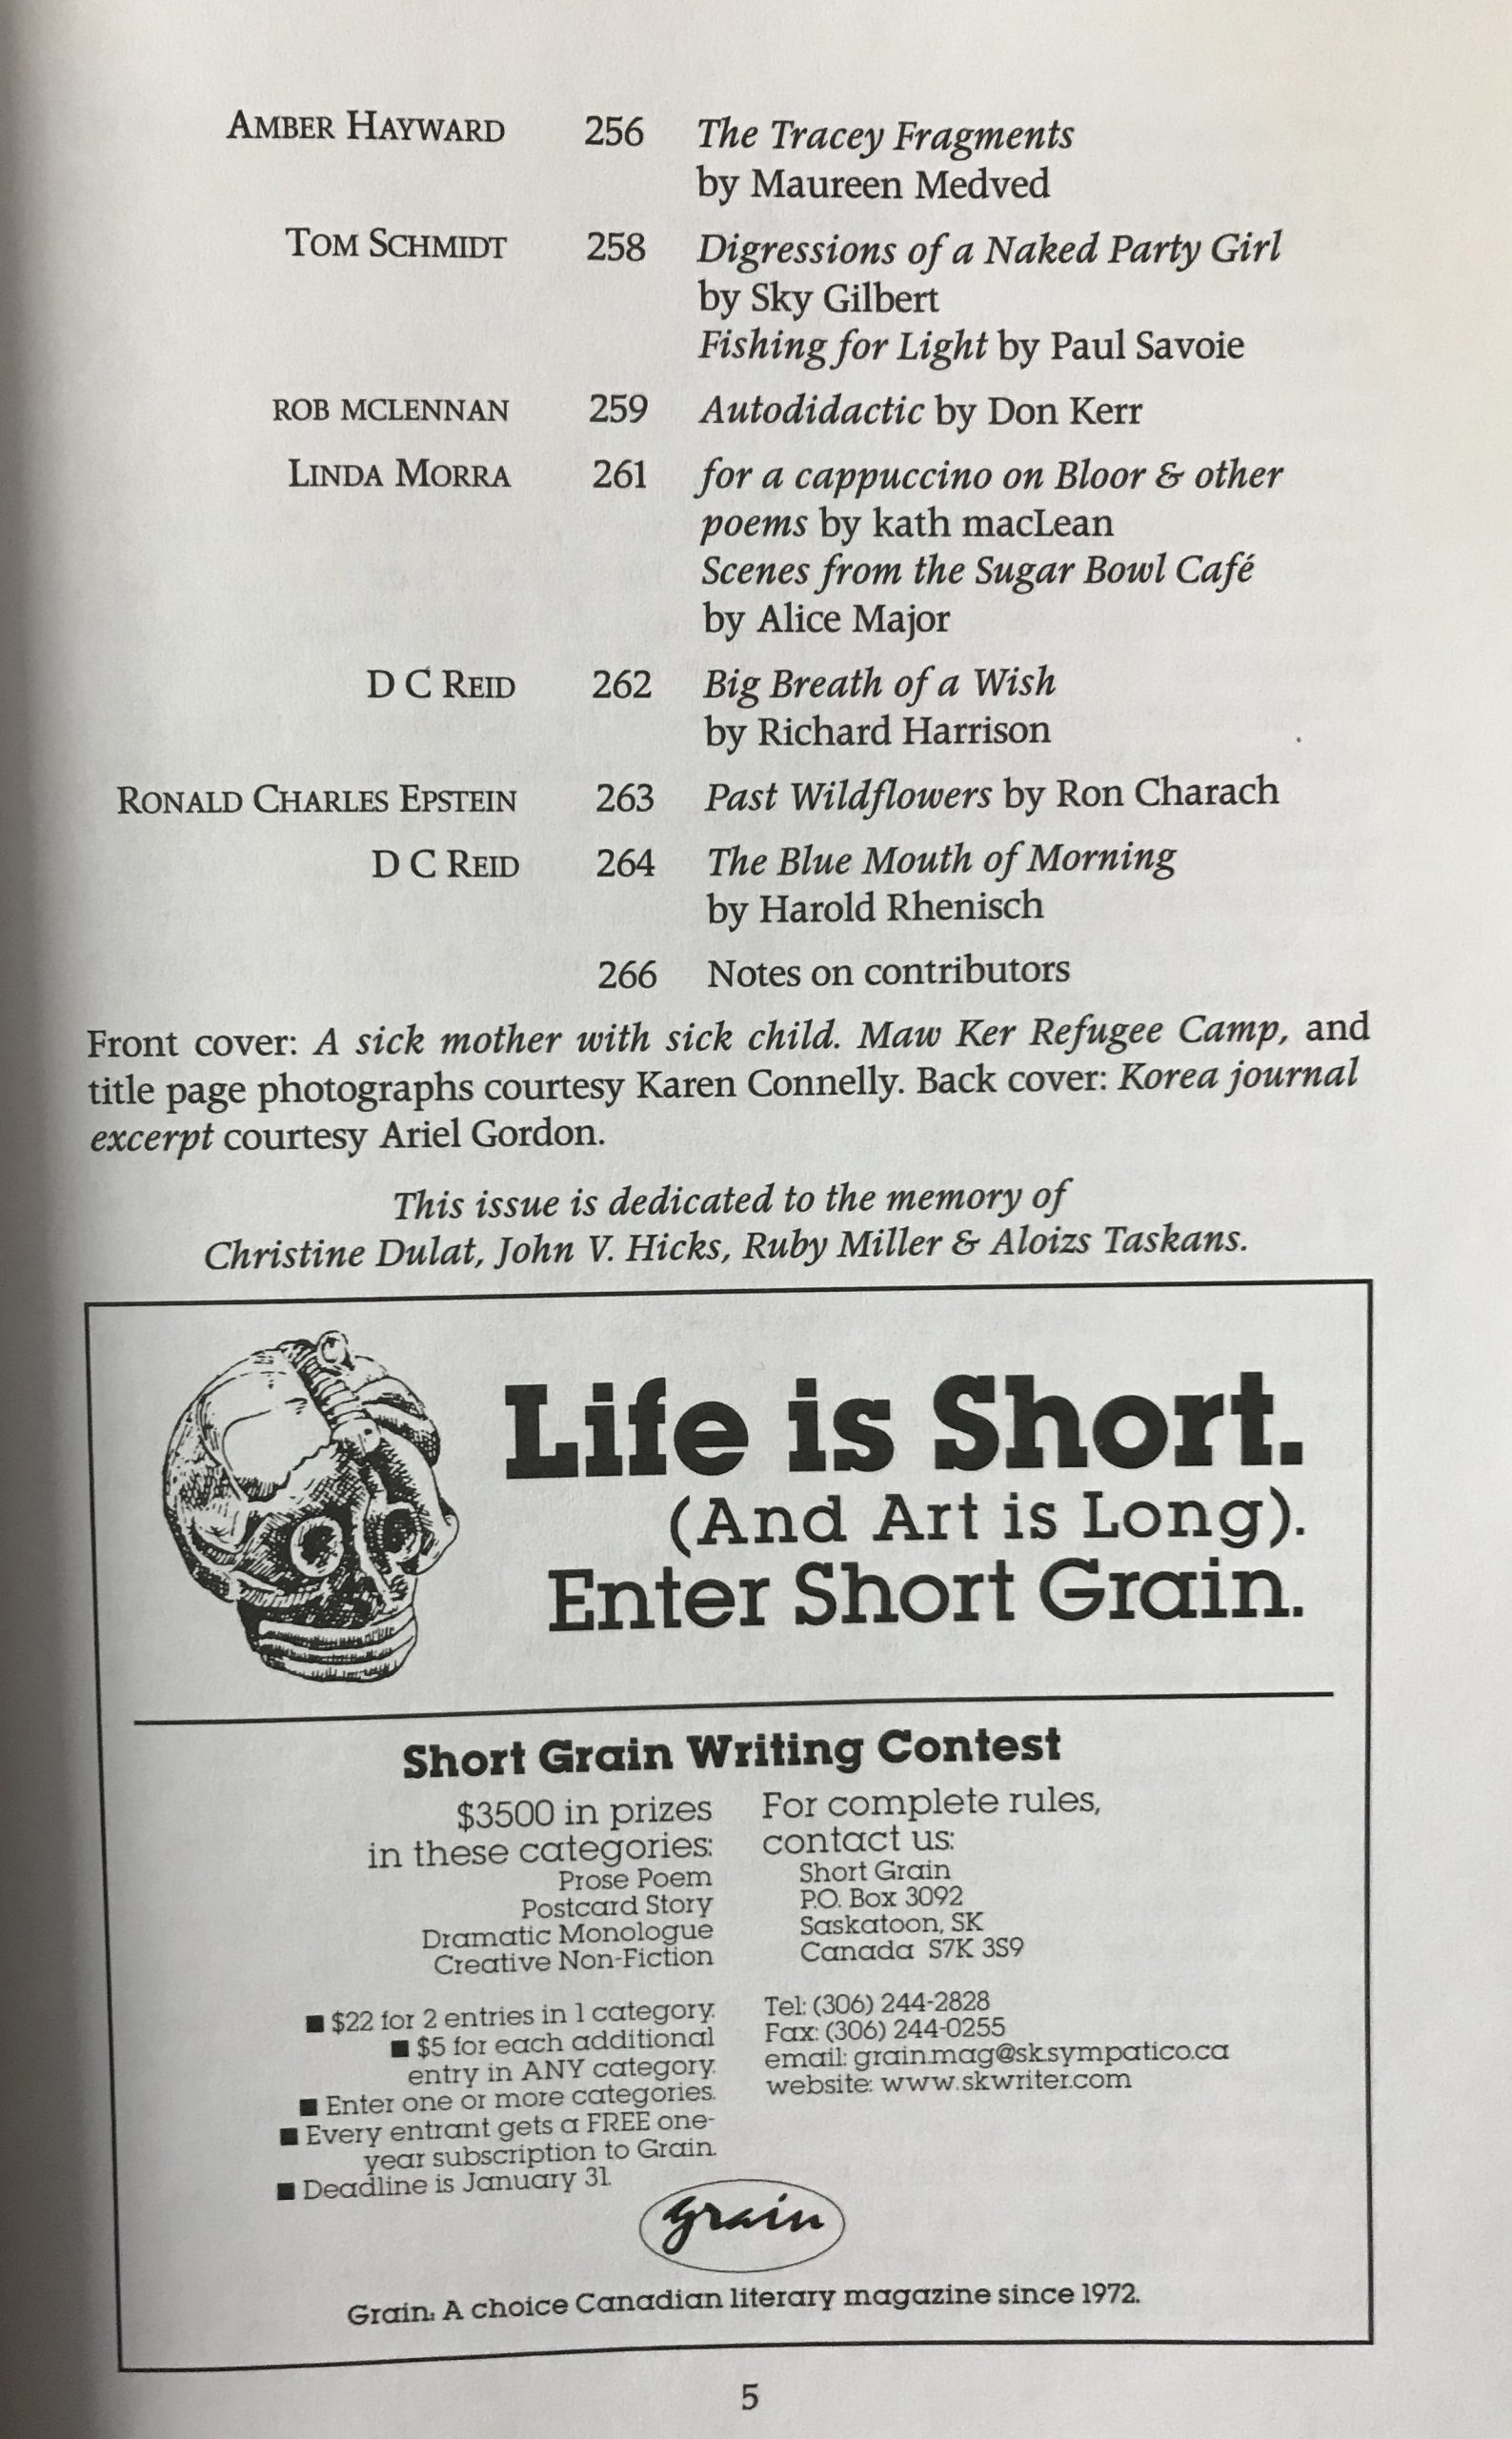 AMBER HAYWARD 256 The Tracey Fragments
by Maureen Medved
TOM SCHMIDT 258 Digressions of a Naked Party Girl
by Sky Gilbert
Fishing for Light by Paul Savoie
ROB MCLENNAN 259 Autodidactic by Don Kerr
LINDA MORRA 261 for a cappuccino on Bloor & other
poems by kath macLean
Scenes from the Sugar Bowl Café
by Alice Major
D C REID 262 Big Breath of a Wish
by Richard Harrison
RONALD CHARLES EPSTEIN 263 Past Wildflowers by Ron Charach
D C REID 264 The Blue Mouth of Morning
by Harold Rhenisch
266 Notes on contributors
Front cover: A sick mother with sick child. Maw Ker Refugee Camp, and
title page photographs courtesy Karen Connelly. Back cover: Korea journal
excerpt courtesy Ariel Gordon.
This issue is dedicated to the memory of
Christine Dulat, John V. Hicks, Ruby Miller & Aloizs Taskans.
Life is Short.
(And Art is Long).
Enter Short Grain.
Short Grain Writing Contest
$3500 in prizes
in these categories:
Prose Poem
Postcard Story
Dramatic Monologue
Creative Non-Fiction
■ $22 for 2 entries in 1 category.
■ $5 for each additional
entry in ANY category.
■ Enter one or more categories.
■ Every entrant gets a FREE one-
year subscription to Grain.
■ Deadline is January 31.
For complete rules,
contact us:
Short Grain
P.O. Box 3092
Saskatoon, SK
Canada S7K 3S9
Tel: (306) 244-2828
Fax: (306) 244-0255
email: grain.mag@sk.sympatico.ca
website: www.skwriter.com
grain
Grain: A choice Canadian literary magazine since 1972.
5